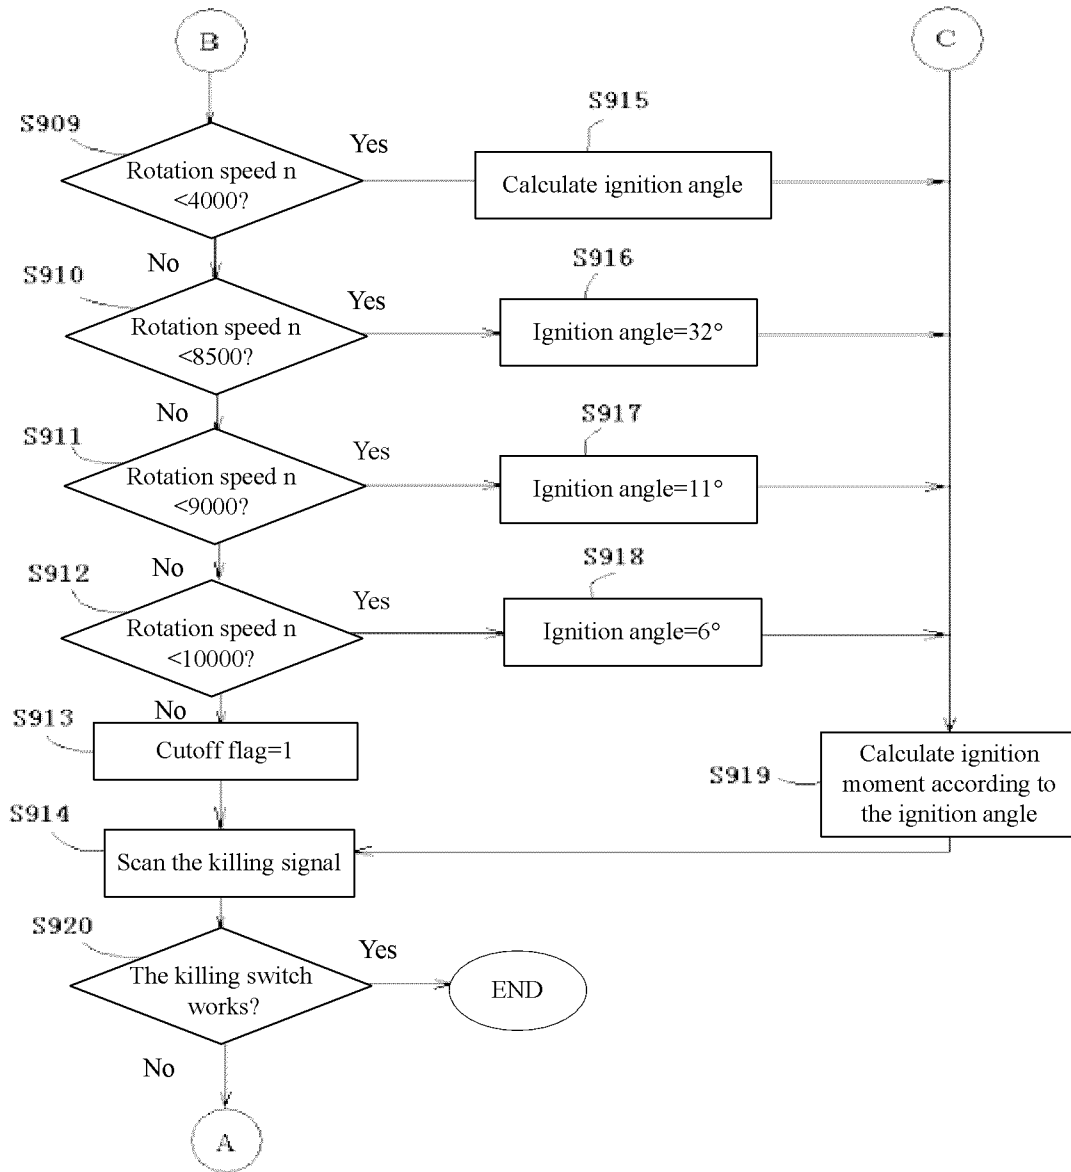 B
C
S909
Rotation speed n
<4000?
Yes
S915
Calculate ignition angle
No
S910
Rotation speed n
<8500?
Yes
S916
Ignition angle=32°
No
S911
Rotation speed n
<9000?
Yes
S917
Ignition angle=11°
No
S912
Rotation speed n
<10000?
Yes
S918
Ignition angle=6°
No
S913
Cutoff flag=1
S919
Calculate ignition
moment according to
the ignition angle
S914
Scan the killing signal
S920
The killing switch
works?
Yes
END
No
A